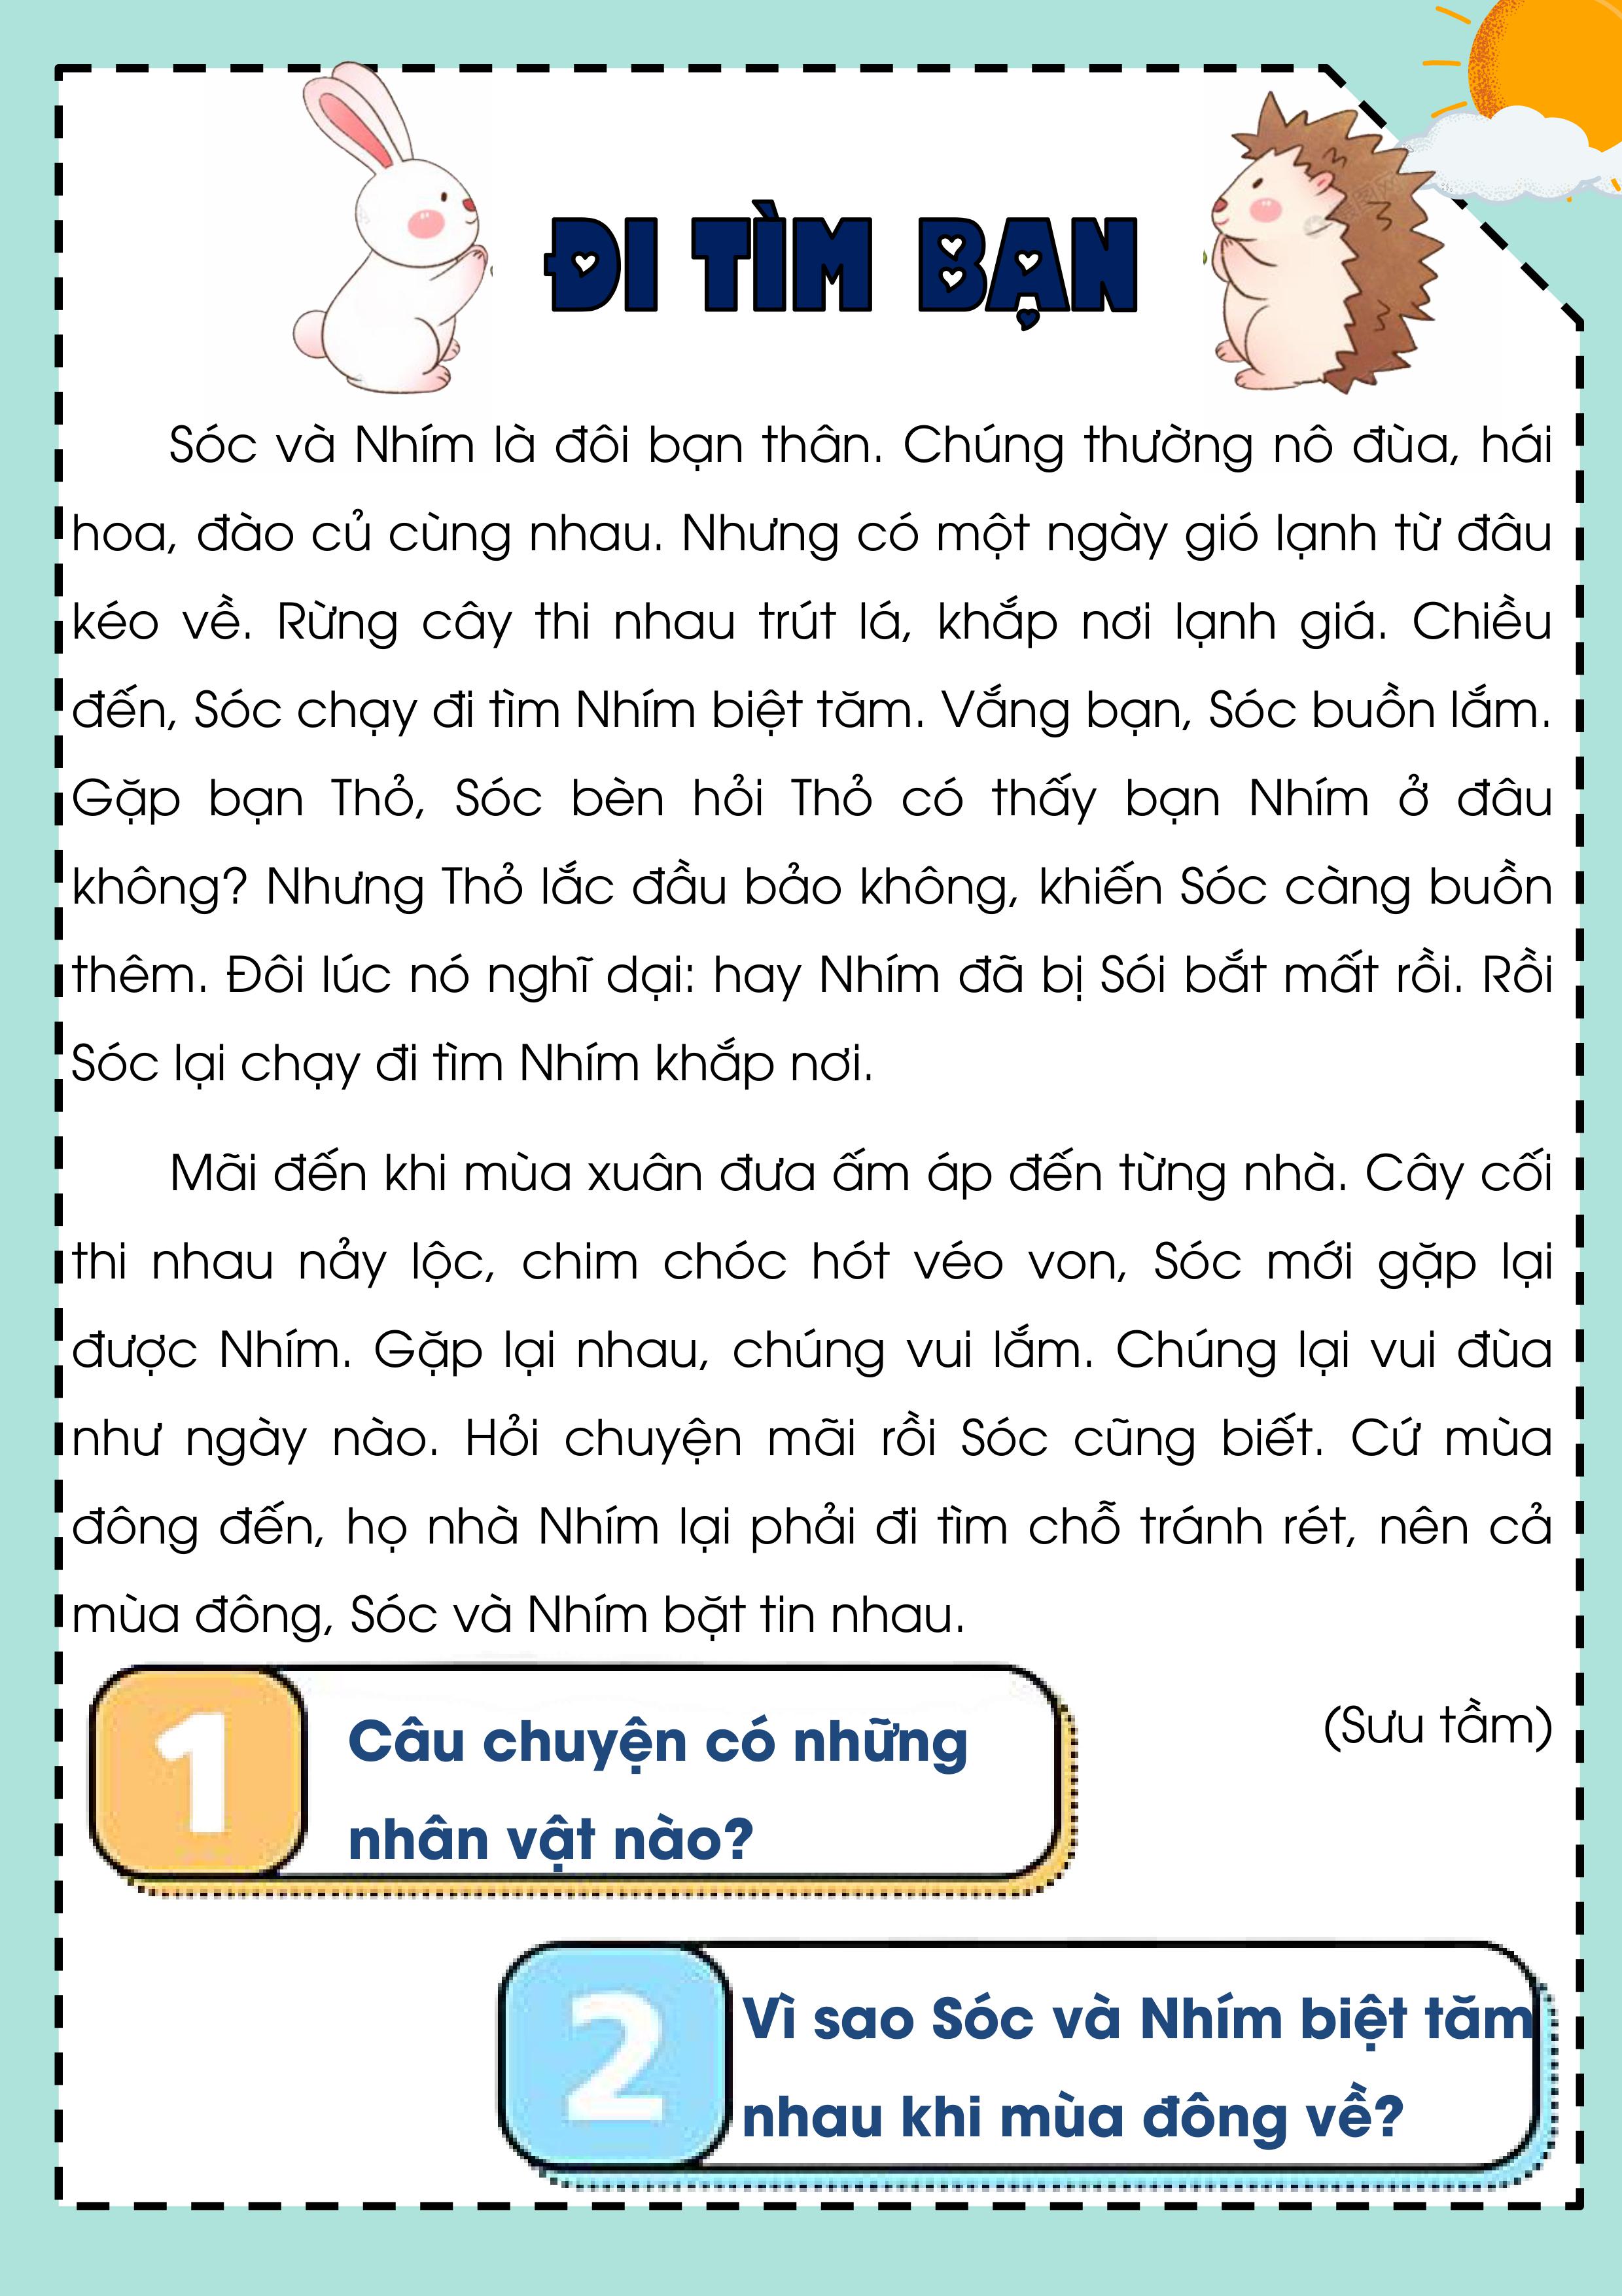 ĐI TÌM BẠN
Sóc và Nhím là đôi bạn thân. Chúng thường nô đùa, hái
hoa, đào củ cùng nhau. Nhưng có một ngày gió lạnh từ đâu
kéo về. Rừng cây thi nhau trút lá, khắp nơi lạnh giá. Chiều
đến, Sóc chạy đi tìm Nhím biệt tăm. Vắng bạn, Sóc buồn lắm.
Gặp bạn Thỏ, Sóc bèn hỏi Thỏ có thấy bạn Nhím ở đâu
không? Nhưng Thỏ lắc đầu bảo không, khiến Sóc càng buồn
thêm. Đôi lúc nó nghĩ dại: hay Nhím đã bị Sói bắt mất rồi. Rồi
Sóc lại chạy đi tìm Nhím khắp nơi.
Mãi đến khi mùa xuân đưa ấm áp đến từng nhà. Cây cối
thi nhau nảy lộc, chim chóc hót véo von, Sóc mới gặp lại
được Nhím. Gặp lại nhau, chúng vui lắm. Chúng lại vui đùa
như ngày nào. Hỏi chuyện mãi rồi Sóc cũng biết. Cứ mùa
đông đến, họ nhà Nhím lại phải đi tìm chỗ tránh rét, nên cả
mùa đông, Sóc và Nhím bặt tin nhau.
(Sưu tầm)
1
Câu chuyện có những
nhân vật nào?
2
Vì sao Sóc và Nhím biệt tăm
nhau khi mùa đông về?